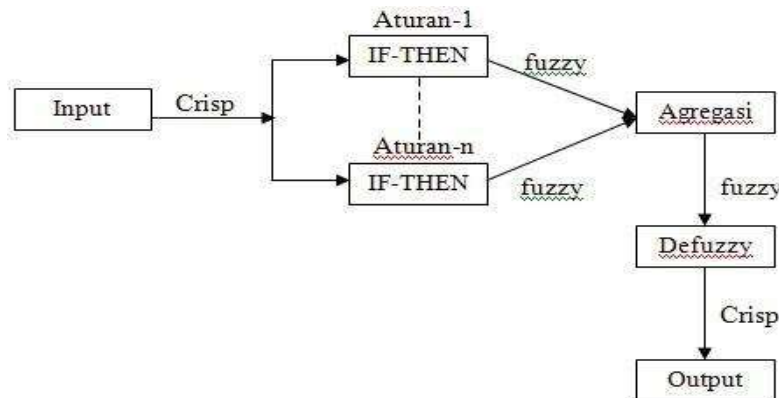 Aturan-1
IF-THEN
fuzzy
Input
Crisp
Agregasi
Aturan-n
IF-THEN
fuzzy
fuzzy
Defuzzy
Crisp
Output